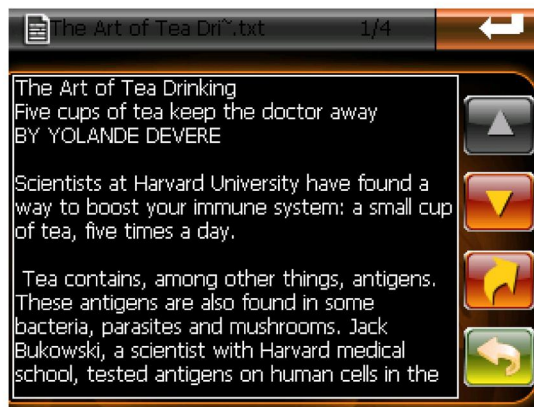 The Art of Tea Dri~.txt 1/4
The Art of Tea Drinking
Five cups of tea keep the doctor away
BY YOLANDE DEVERE
Scientists at Harvard University have found a
way to boost your immune system: a small cup
of tea, five times a day.
Tea contains, among other things, antigens.
These antigens are also found in some
bacteria, parasites and mushrooms. Jack
Bukowski, a scientist with Harvard medical
school, tested antigens on human cells in the